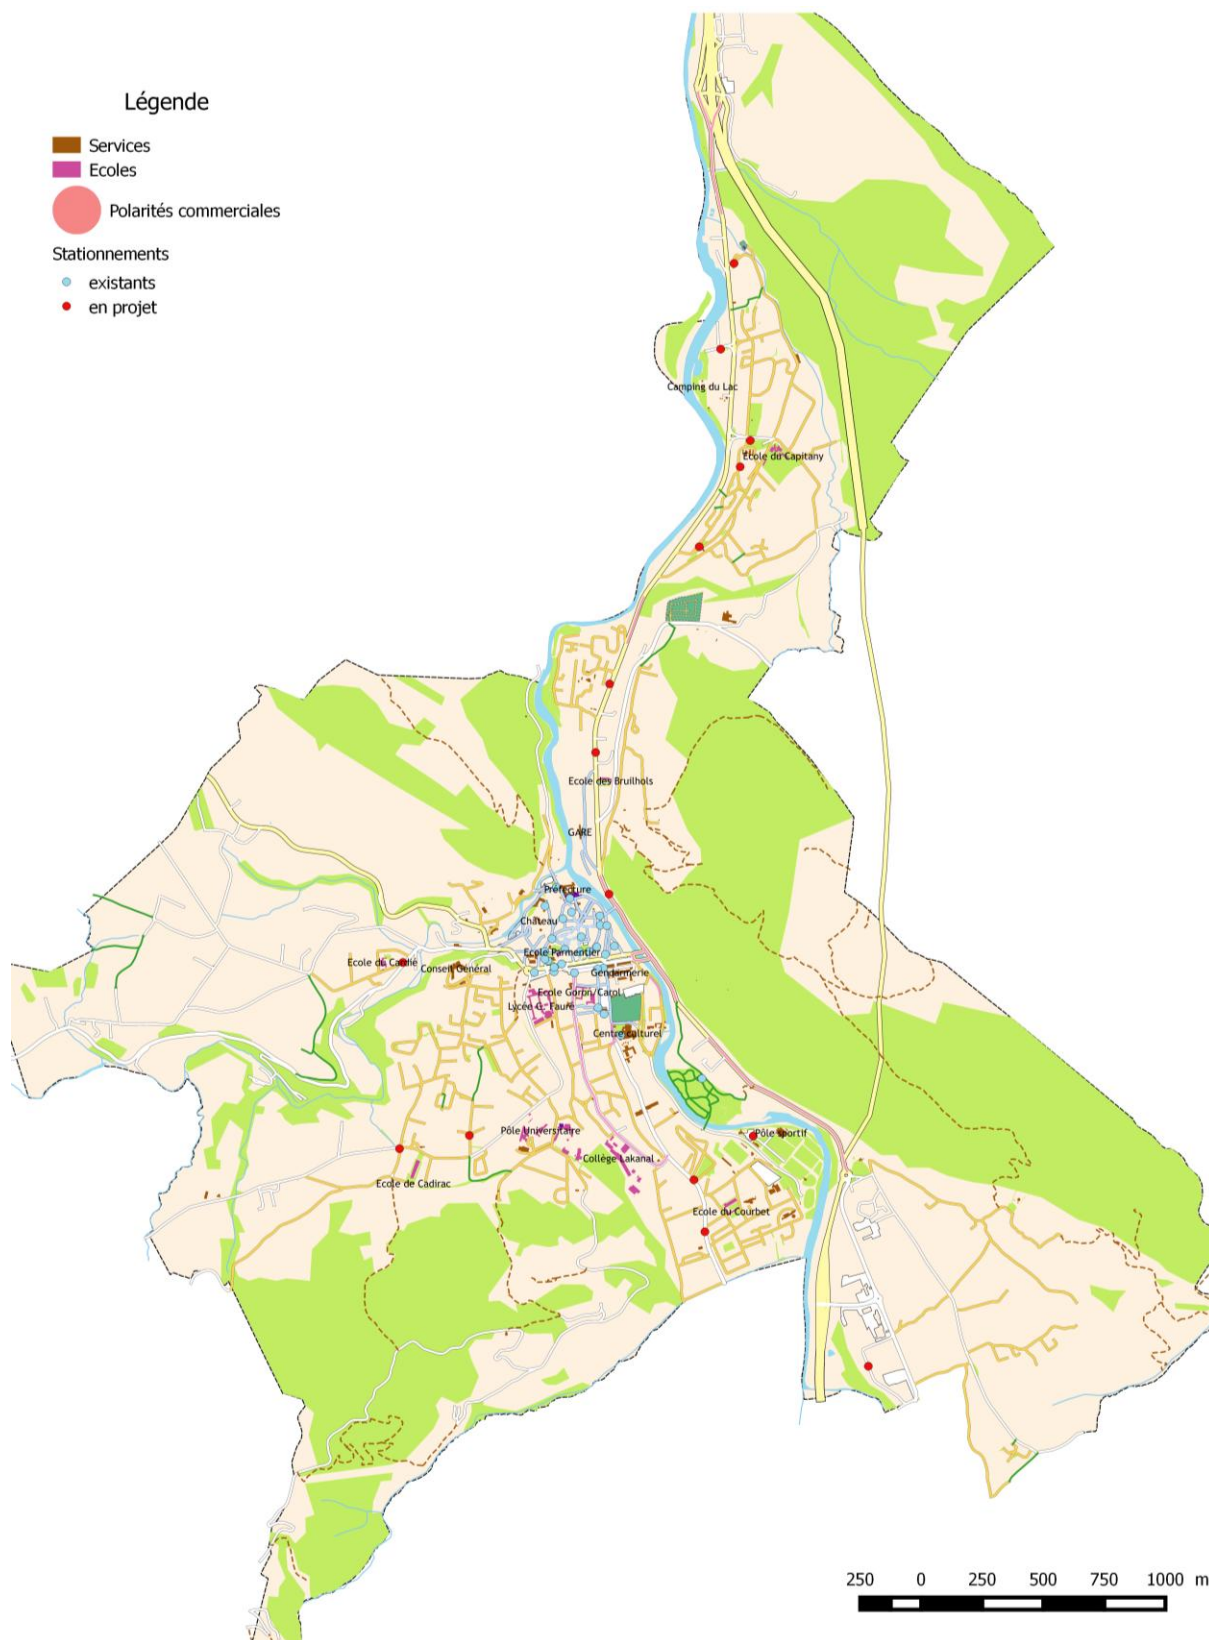 Légende
Services
Ecoles
Polarités commerciales
Stationnements
existants
en projet
Camping du Lac
Ecole du Capitany
Ecole des Bruilhols
GARE
Préfecture
Château
Ecole Parmentier
Ecole du Cardié
Conseil Général
Gendarmerie
Ecole Goron/Carol
Lycée G. Fauré
Centre culturel
Pôle Universitaire
Pôle sportif
Collège Lakanal
Ecole de Cadirac
Ecole du Courbet
250 0 250 500 750 1000 m